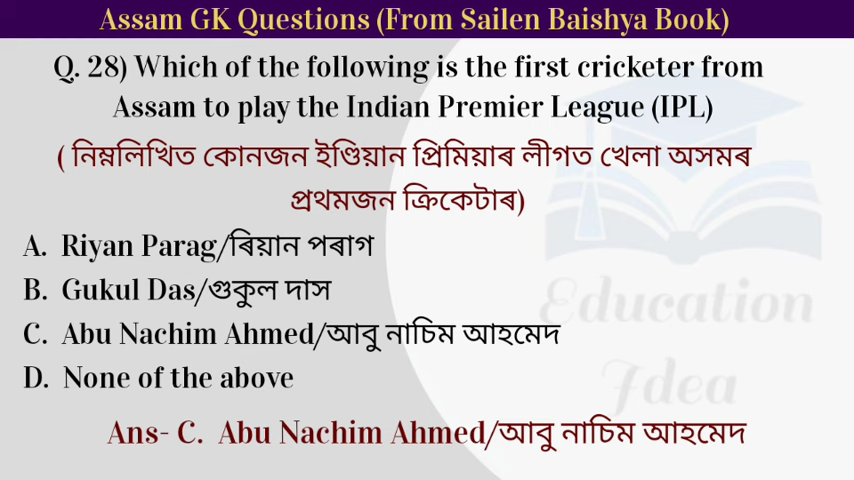 Assam GK Questions (From Sailen Baishya Book)
Q. 28) Which of the following is the first cricketer from
Assam to play the Indian Premier League (IPL)
( নিম্নলিখিত কোনজন ইণ্ডিয়ান প্ৰিমিয়াৰ লীগত খেলা অসমৰ
প্ৰথমজন ক্ৰিকেটাৰ)
A. Riyan Parag/ৰিয়ান পৰাগ
B. Gukul Das/গুকুল দাস
C. Abu Nachim Ahmed/আবু নাচিম আহমেদ
D. None of the above
Ans- C. Abu Nachim Ahmed/আবু নাচিম আহমেদ
Education
Idea